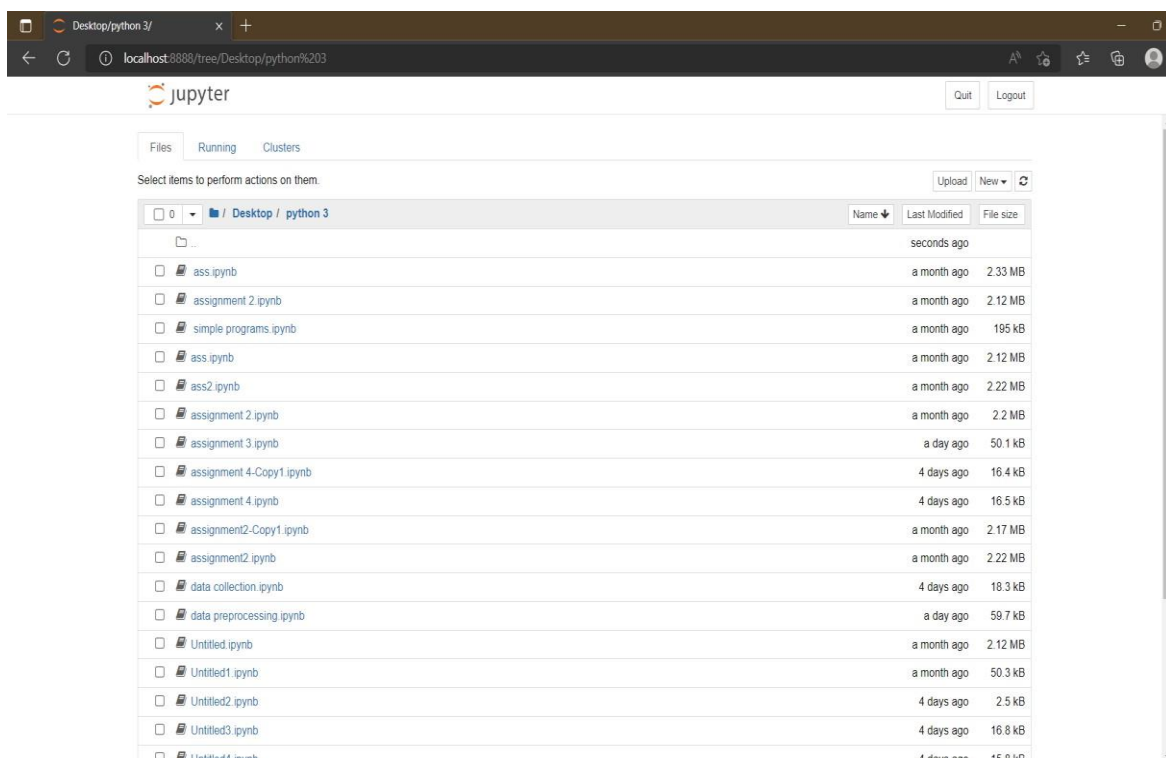 Desktop/python 3/
localhost:8888/tree/Desktop/python%203
jupyter Quit Logout
Files Running Clusters
Select items to perform actions on them. Upload New
0 / Desktop / python 3 Name Last Modified File size
.. seconds ago
ass.ipynb a month ago 2.33 MB
assignment 2.ipynb a month ago 2.12 MB
simple programs.ipynb a month ago 195 kB
ass.ipynb a month ago 2.12 MB
ass2.ipynb a month ago 2.22 MB
assignment 2.ipynb a month ago 2.2 MB
assignment 3.ipynb a day ago 50.1 kB
assignment 4-Copy1.ipynb 4 days ago 16.4 kB
assignment 4.ipynb 4 days ago 16.5 kB
assignment2-Copy1.ipynb a month ago 2.17 MB
assignment2.ipynb a month ago 2.22 MB
data collection.ipynb 4 days ago 18.3 kB
data preprocessing.ipynb a day ago 59.7 kB
Untitled.ipynb a month ago 2.12 MB
Untitled1.ipynb a month ago 50.3 kB
Untitled2.ipynb 4 days ago 2.5 kB
Untitled3.ipynb 4 days ago 16.8 kB